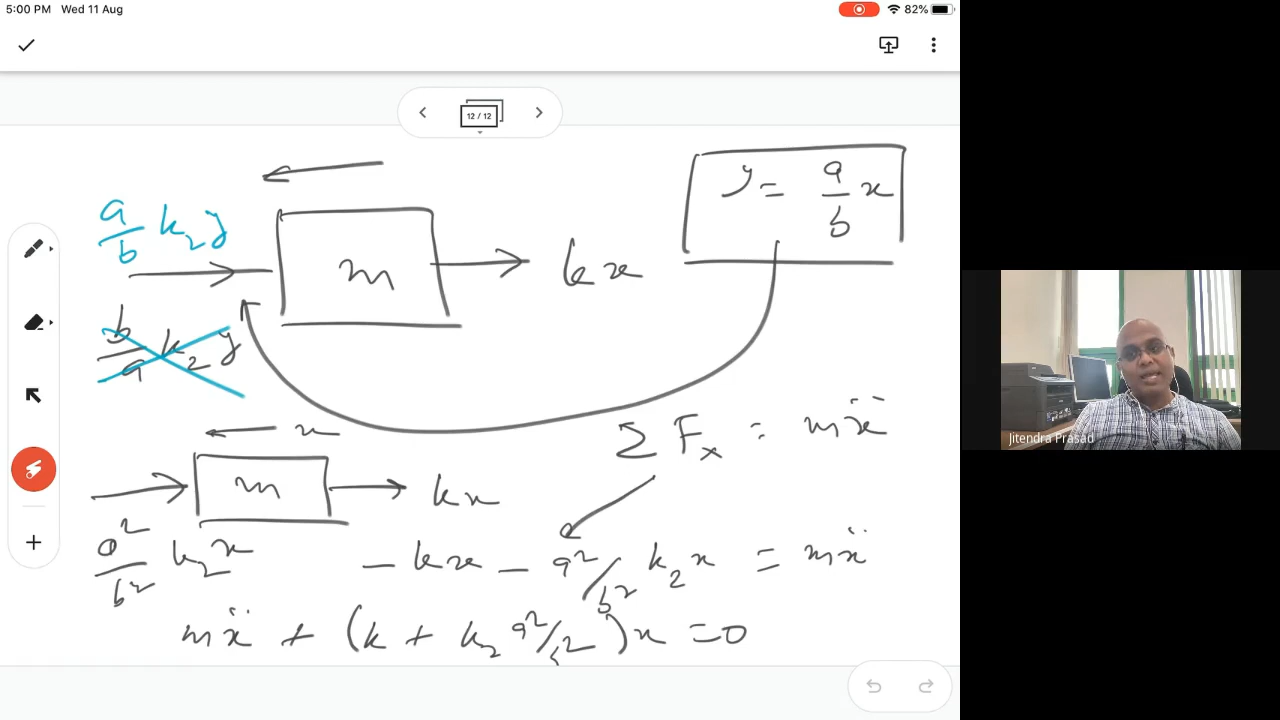 5:00 PM Wed 11 Aug
82%
12 / 12
y = a/b x
a/b k₂y
m
kx
b/a k₂y
x
ΣFₓ = mẍ
m
kx
a²/b² k₂x
- kx - a²/b² k₂x = mẍ
mẍ + (k + k₂ a²/b²)x = 0
Jitendra Prasad